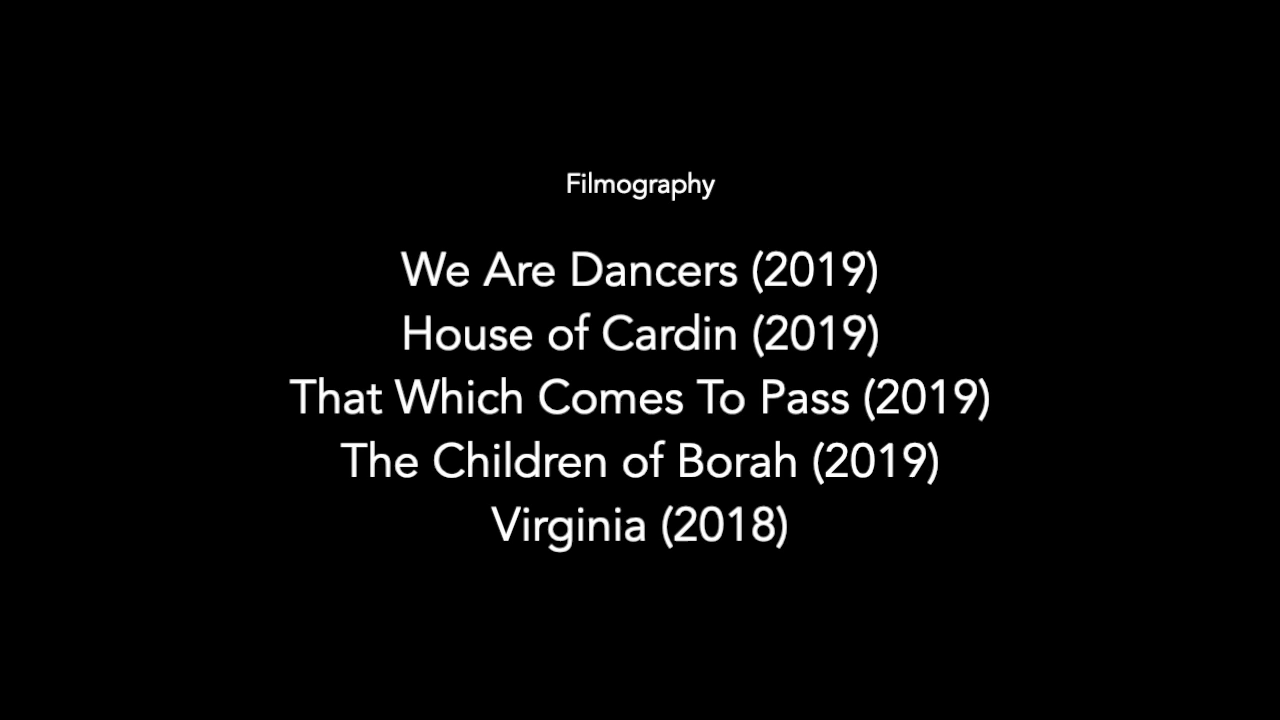 Filmography
We Are Dancers (2019)
House of Cardin (2019)
That Which Comes To Pass (2019)
The Children of Borah (2019)
Virginia (2018)